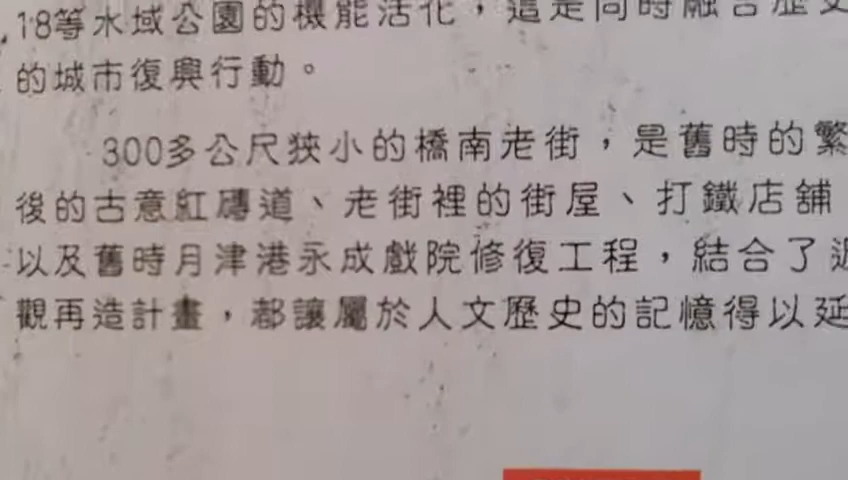 18等水域公園的機能活化，這是同時融合歷史
的城市復興行動。
300多公尺狹小的橋南老街，是舊時的繁
後的古意紅磚道、老街裡的街屋、打鐵店舖
以及舊時月津港永成戲院修復工程，結合了
觀再造計畫，都讓屬於人文歷史的記憶得以延